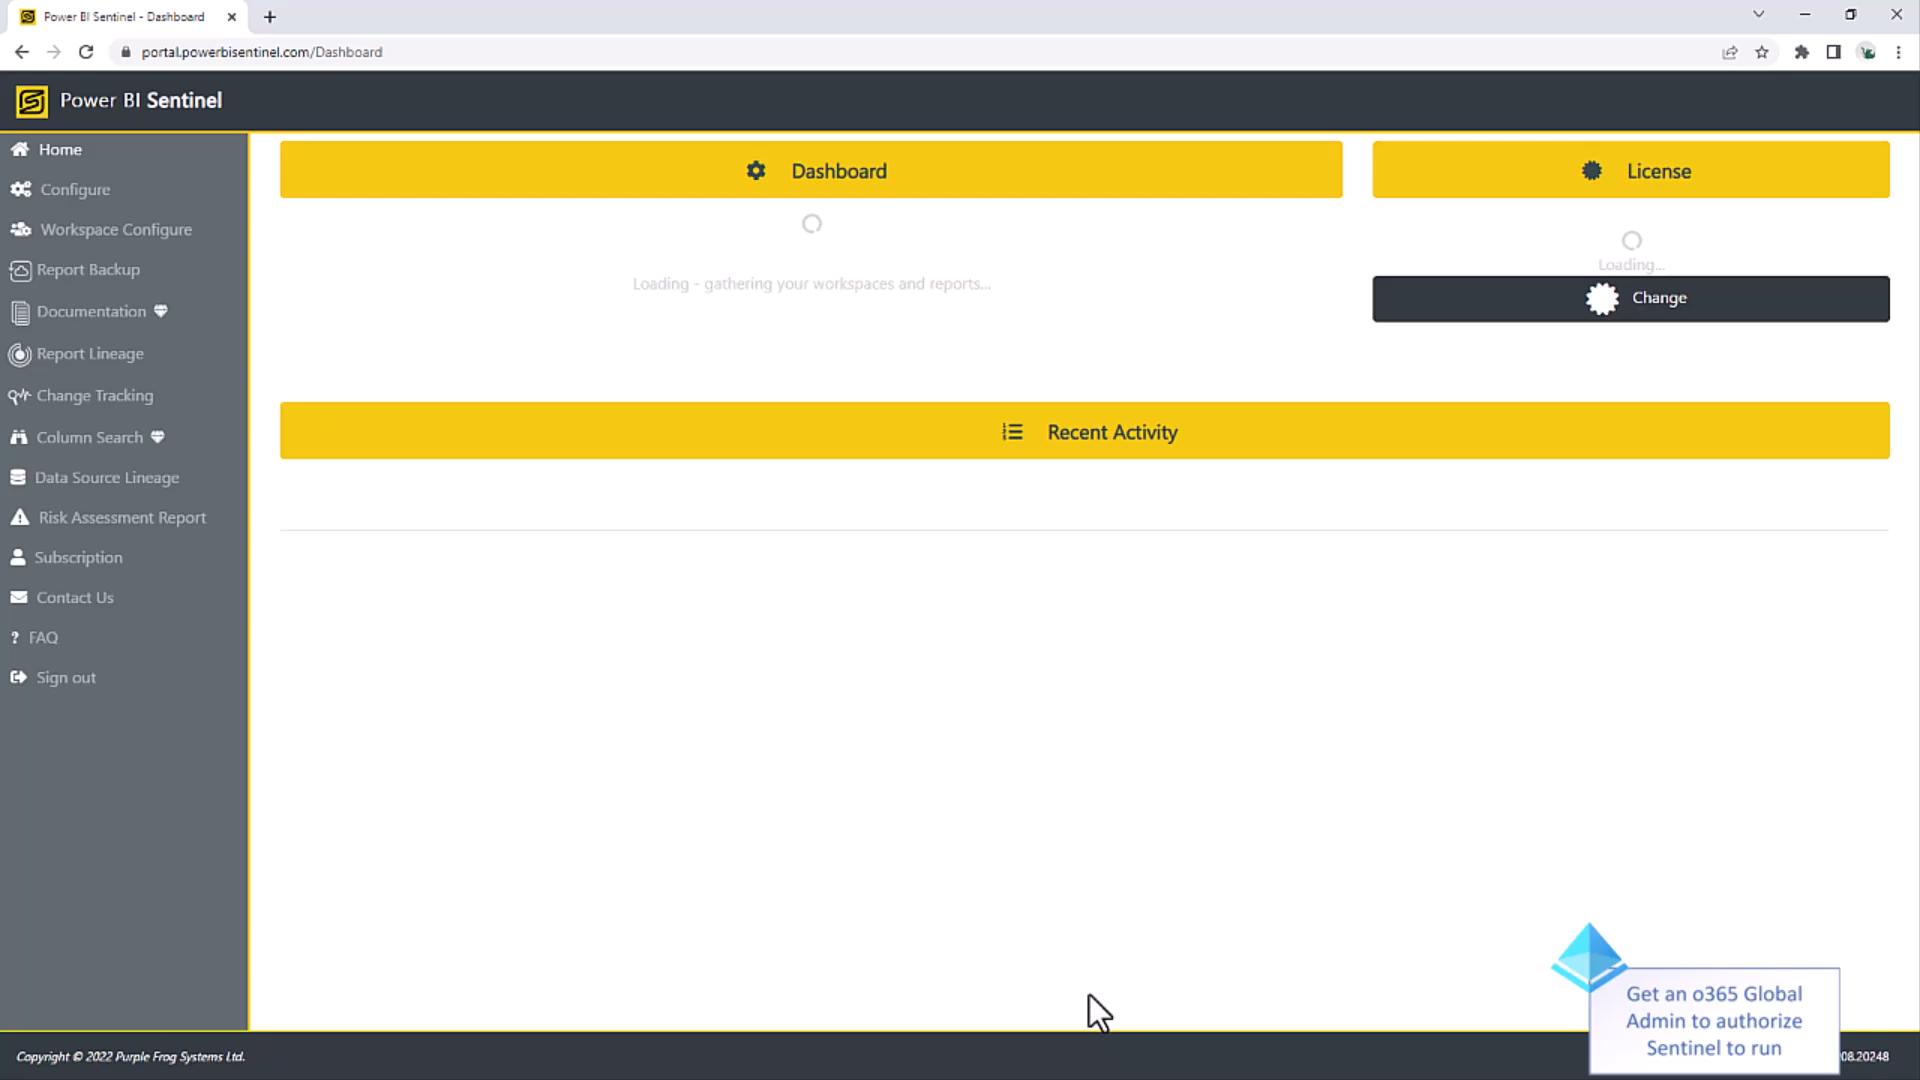 Power BI Sentinel - Dashboard
portal.powerbisentinel.com/Dashboard
Power BI Sentinel
Home
Configure
Workspace Configure
Report Backup
Documentation
Report Lineage
Change Tracking
Column Search
Data Source Lineage
Risk Assessment Report
Subscription
Contact Us
? FAQ
Sign out
Dashboard
Loading - gathering your workspaces and reports...
License
Loading...
Change
Recent Activity
Get an o365 Global
Admin to authorize
Sentinel to run
Copyright © 2022 Purple Frog Systems Ltd.
08.20248